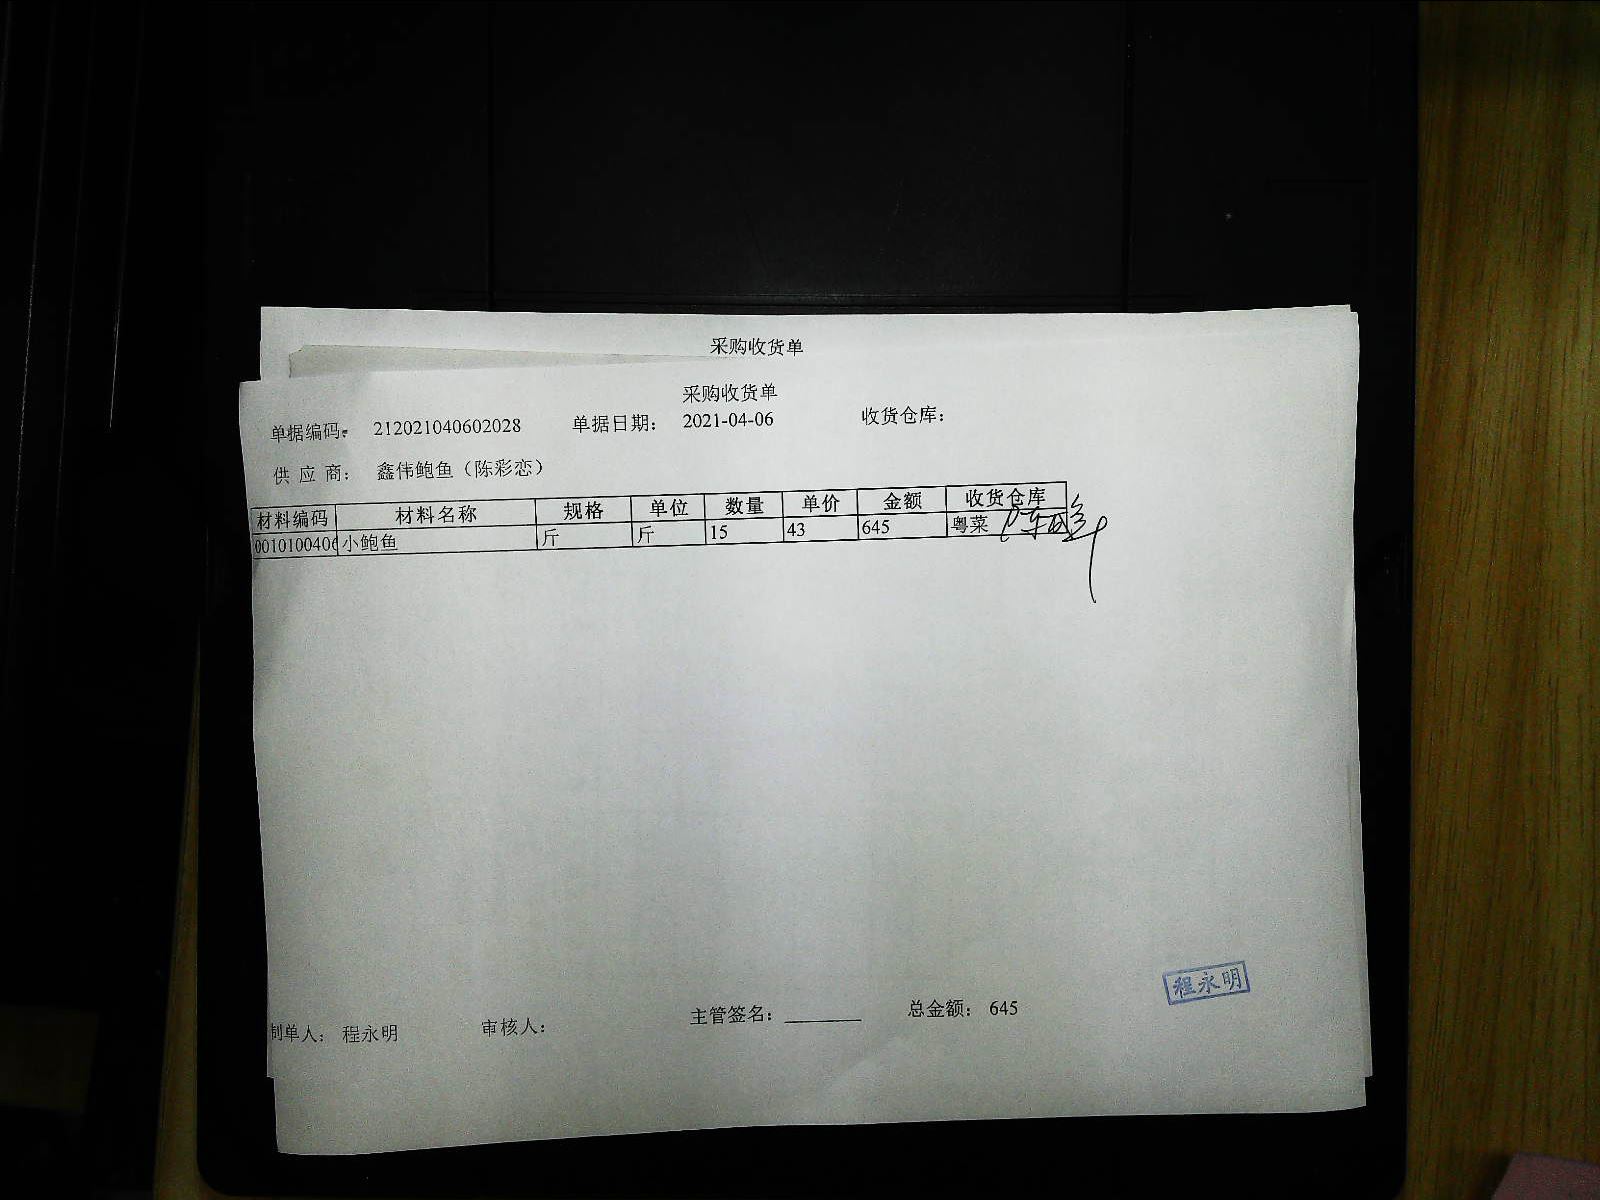 采购收货单
采购收货单
单据编码： 212021040602028 单据日期： 2021-04-06 收货仓库：
供 应 商： 鑫伟鲍鱼（陈彩恋）
材料编码 材料名称 规格 单位 数量 单价 金额 收货仓库
0010100406 小鲍鱼 斤 斤 15 43 645 粤菜
程永明
制单人： 程永明 审核人： 主管签名： ________ 总金额： 645